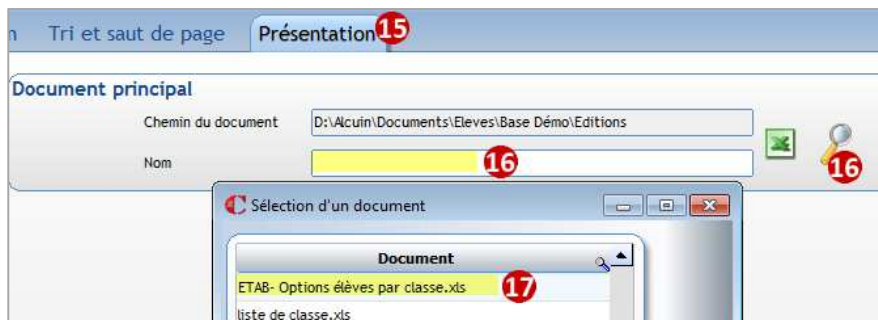 n Tri et saut de page Présentation 15
Document principal
Chemin du document D:\Alcuin\Documents\Eleves\Base Démo\Editions
Nom 16 16
Sélection d'un document
Document
ETAB- Options élèves par classe.xls 17
liste de classe.xls